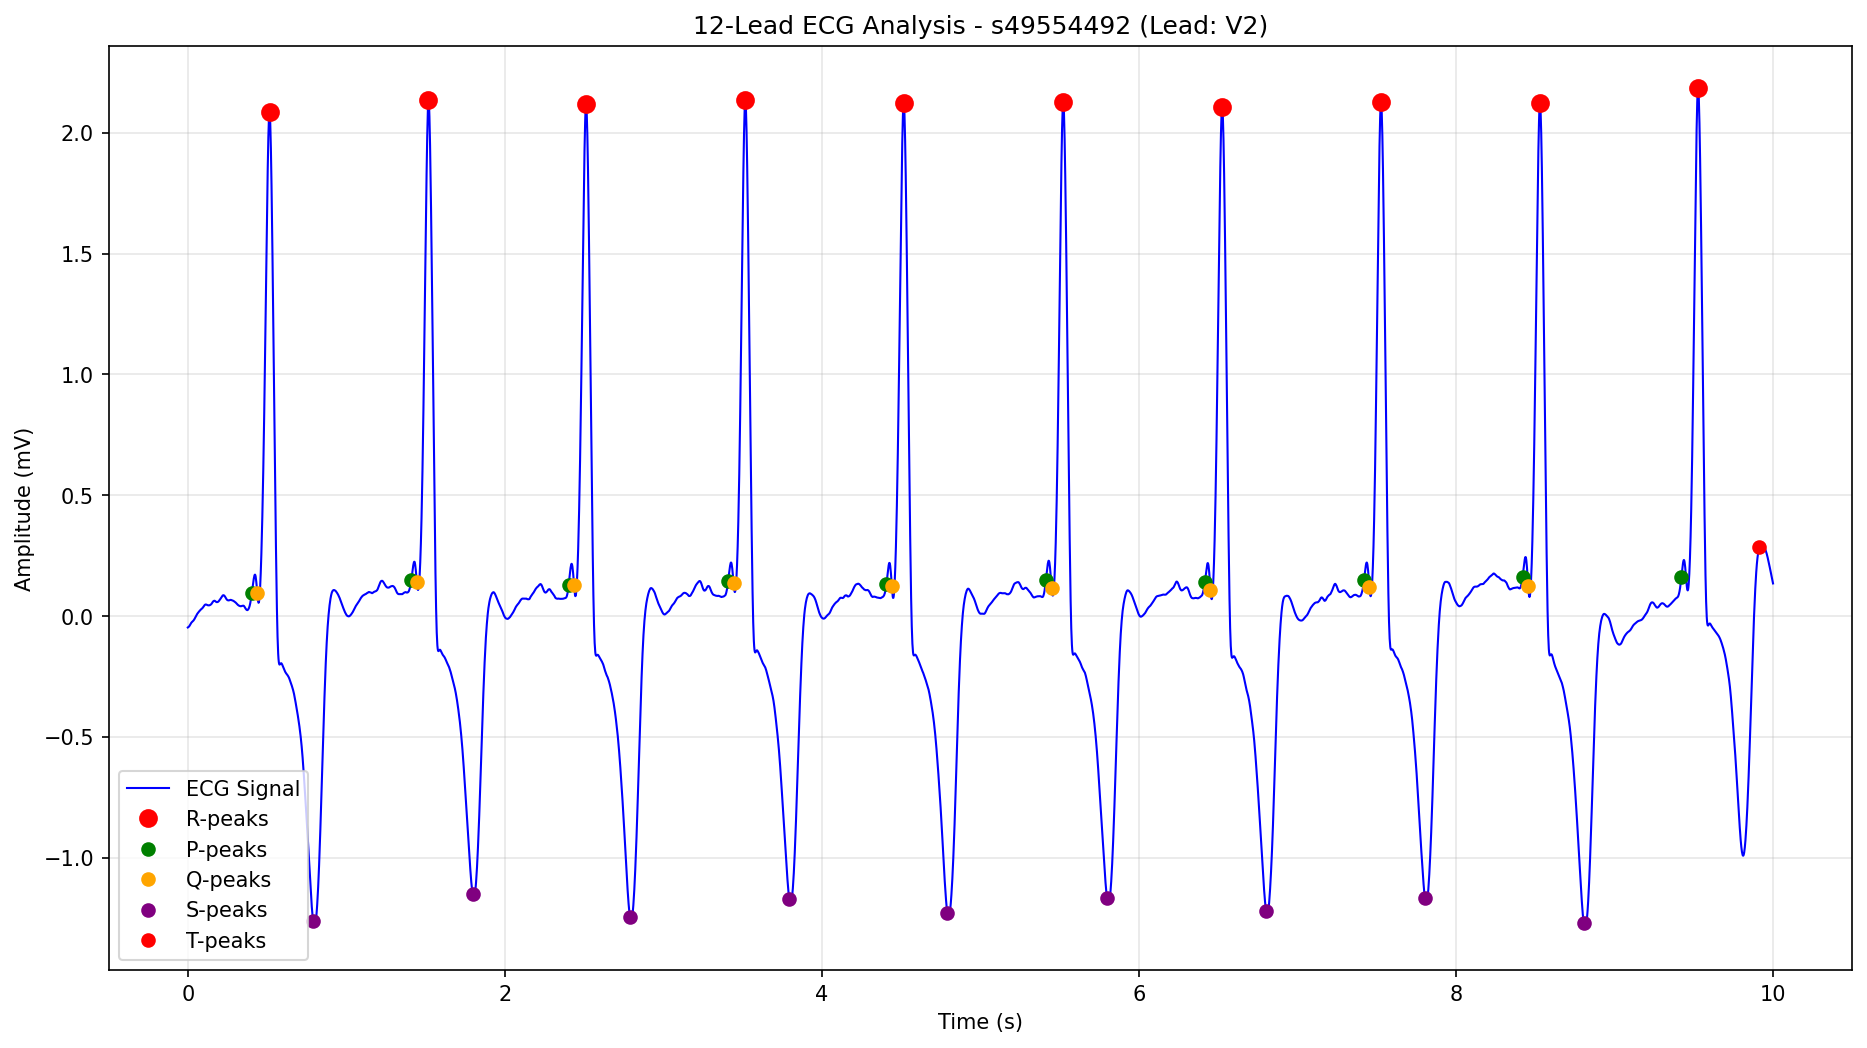 12-Lead ECG Analysis - s49554492 (Lead: V2)
Amplitude (mV)
2.0
1.5
1.0
0.5
0.0
−0.5
−1.0
ECG Signal
R-peaks
P-peaks
Q-peaks
S-peaks
T-peaks
0 2 4 6 8 10
Time (s)